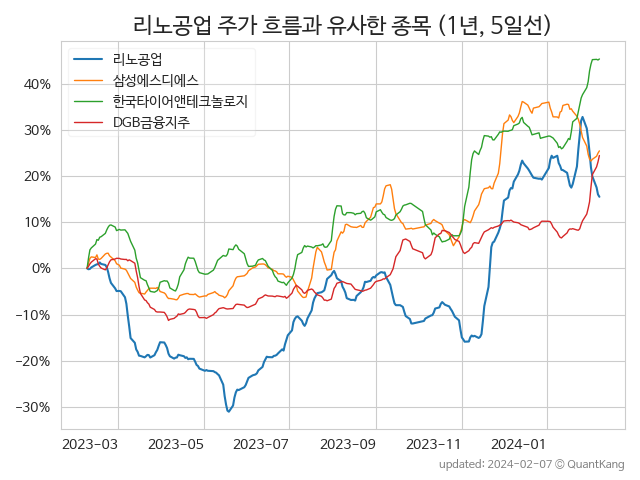 리노공업 주가 흐름과 유사한 종목 (1년, 5일선)
리노공업
삼성에스디에스
한국타이어앤테크놀로지
DGB금융지주
40%
30%
20%
10%
0%
−10%
−20%
−30%
2023-03 2023-05 2023-07 2023-09 2023-11 2024-01
updated: 2024-02-07 © QuantKang